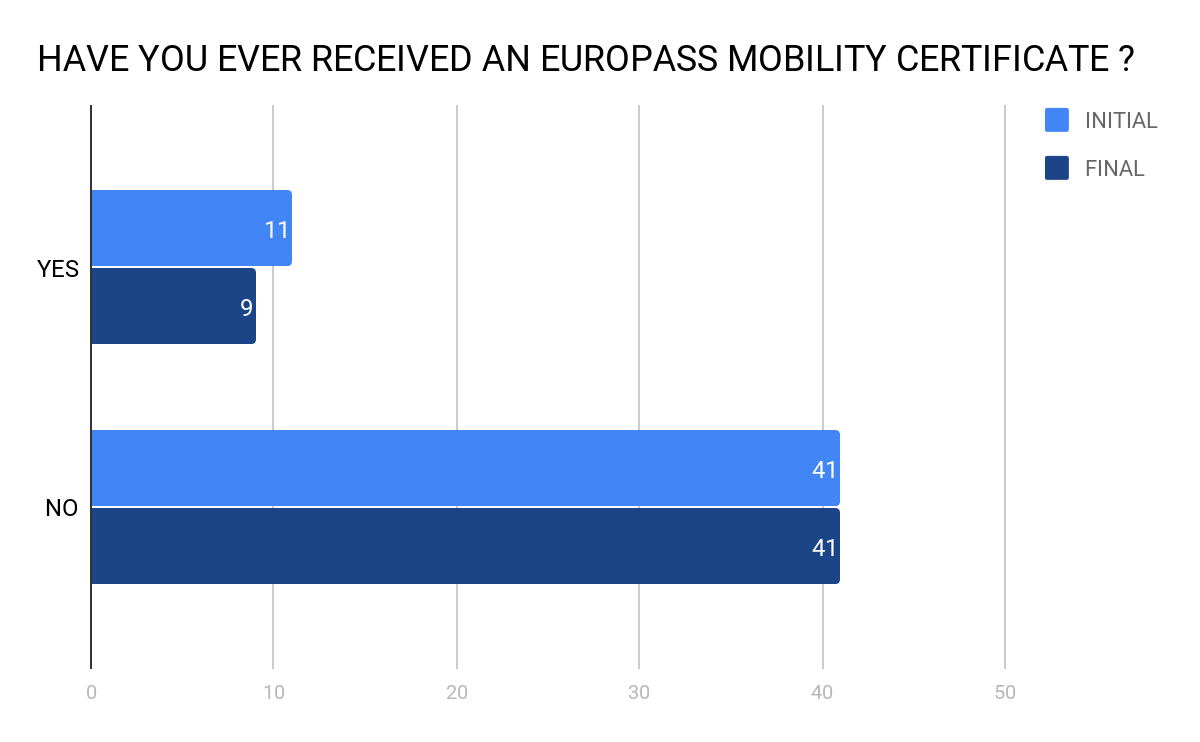 HAVE YOU EVER RECEIVED AN EUROPASS MOBILITY CERTIFICATE ?
INITIAL
FINAL
YES
11
9
NO
41
41
0 10 20 30 40 50